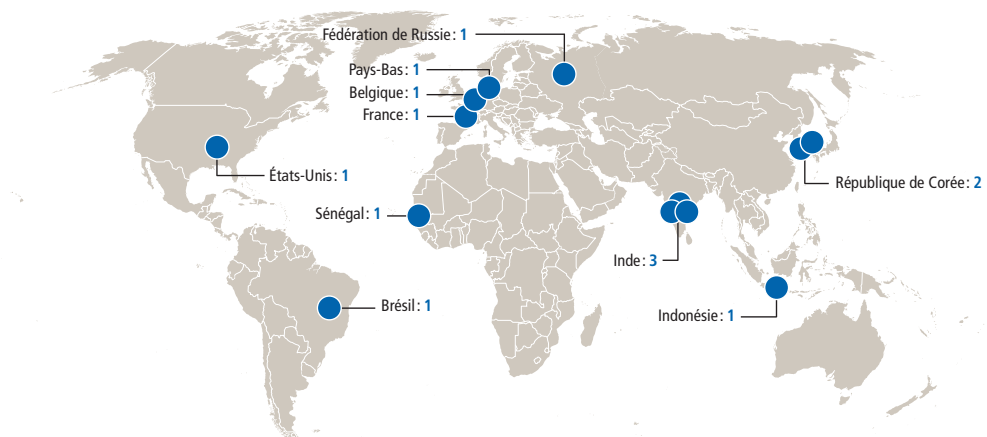 Fédération de Russie: 1
Pays-Bas: 1
Belgique: 1
France: 1
États-Unis: 1
République de Corée: 2
Sénégal: 1
Inde: 3
Brésil: 1
Indonésie: 1